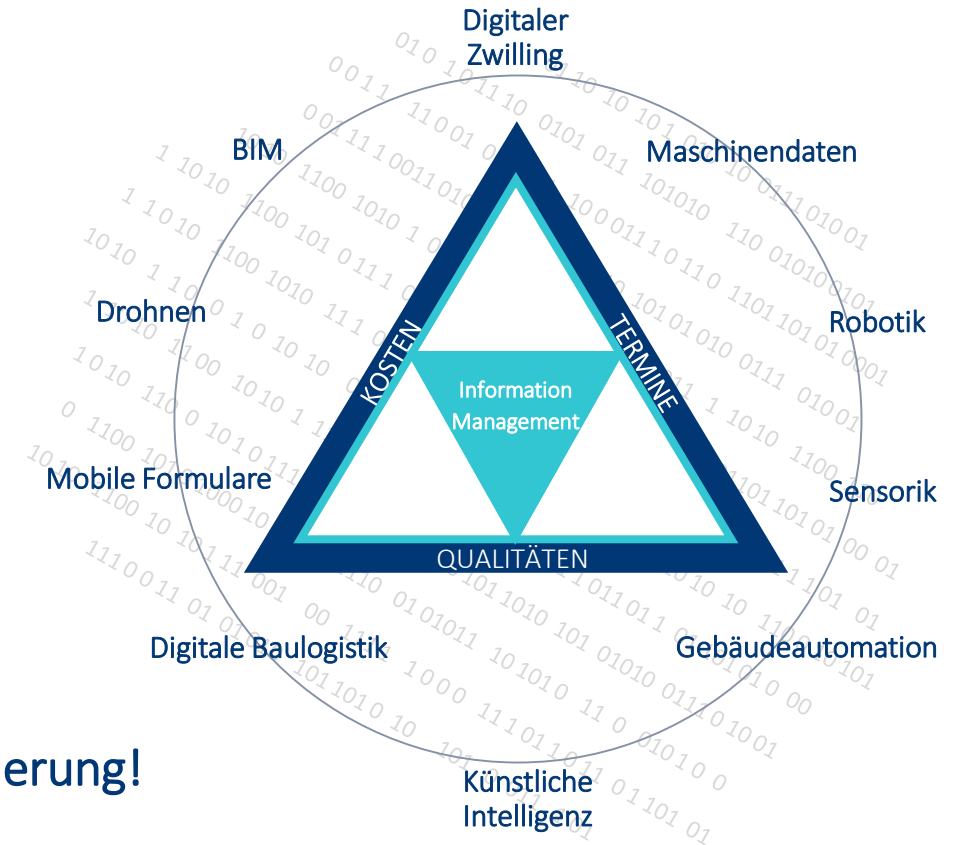 Digitaler
Zwilling
BIM
Maschinendaten
Drohnen
Robotik
KOSTEN
TERMINE
Information
Management
Mobile Formulare
Sensorik
QUALITÄTEN
Digitale Baulogistik
Gebäudeautomation
erung!
Künstliche
Intelligenz